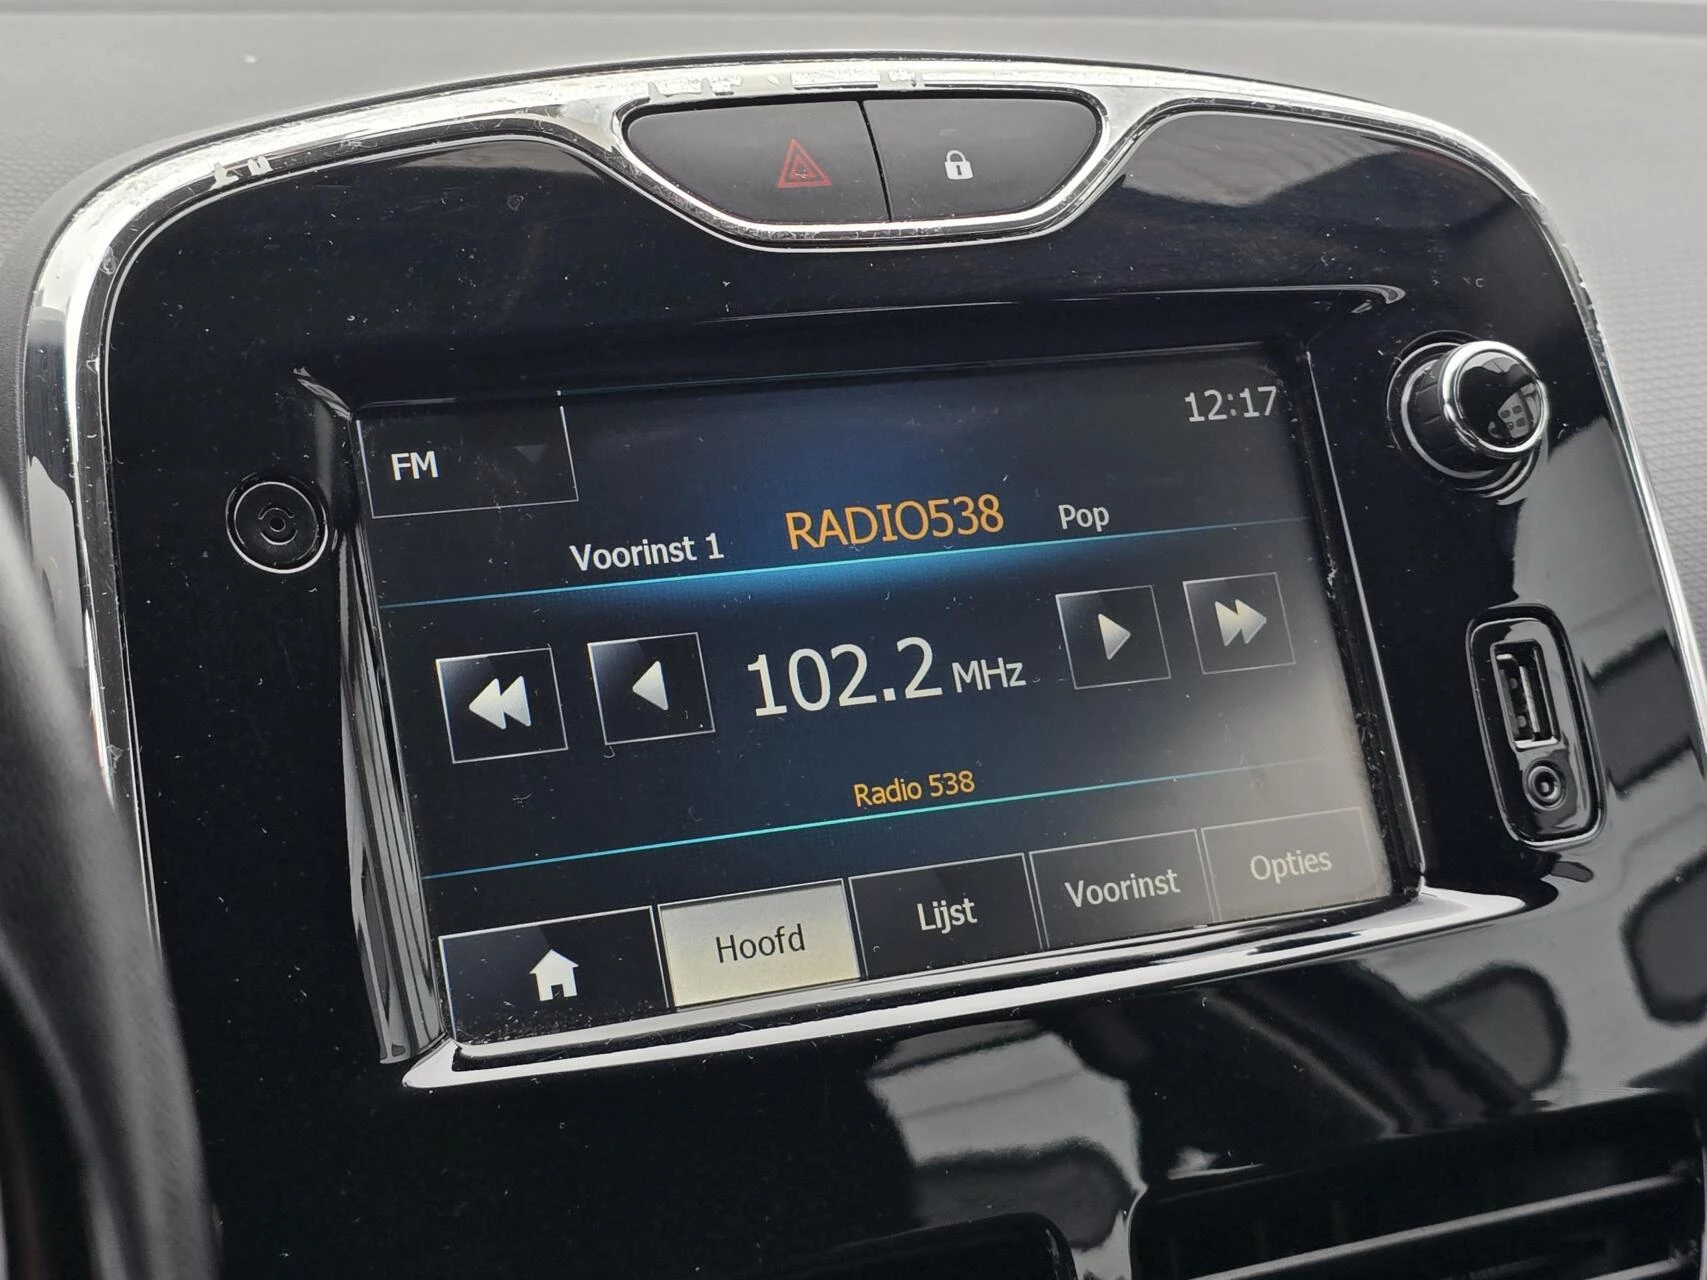 12:17
FM
Voorinst 1 RADIO538 Pop
102.2 MHz
Radio 538
Hoofd Lijst Voorinst Opties